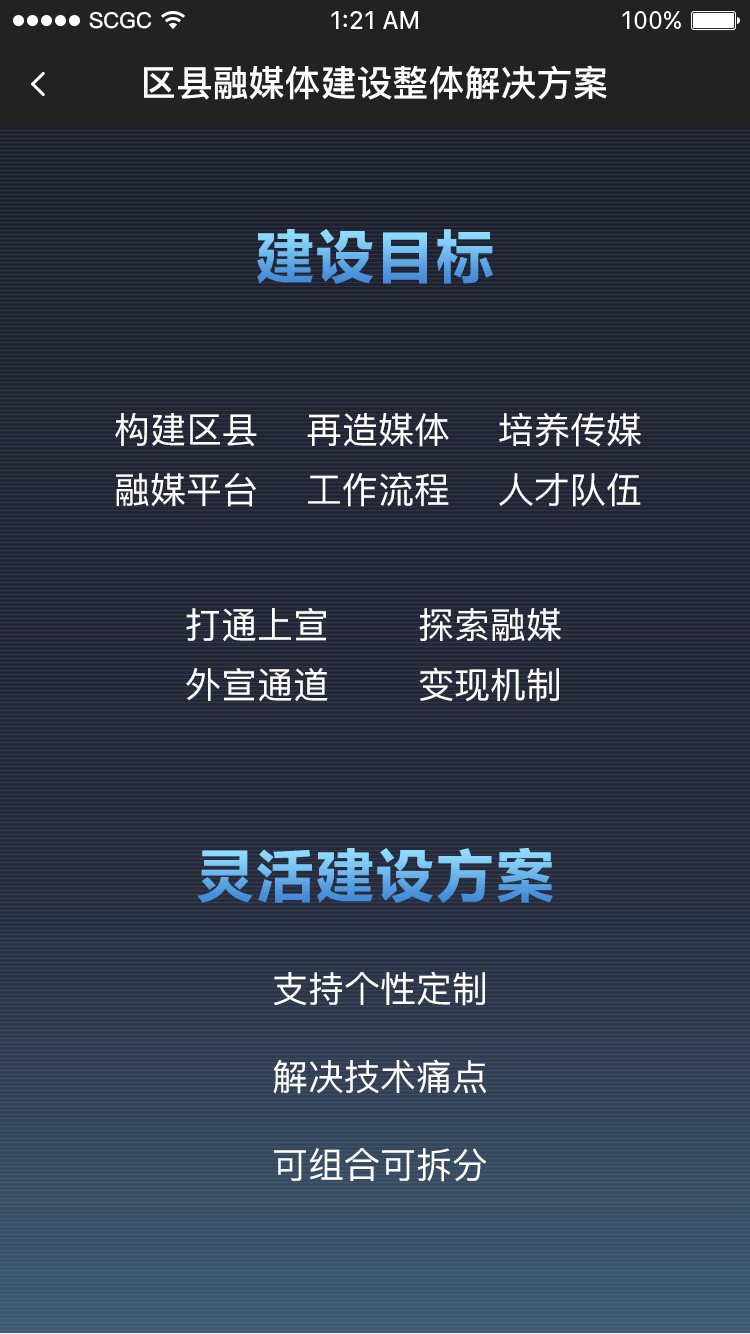 SCGC 1:21 AM 100%
区县融媒体建设整体解决方案
建设目标
构建区县 再造媒体 培养传媒
融媒平台 工作流程 人才队伍
打通上宣 探索融媒
外宣通道 变现机制
灵活建设方案
支持个性定制
解决技术痛点
可组合可拆分